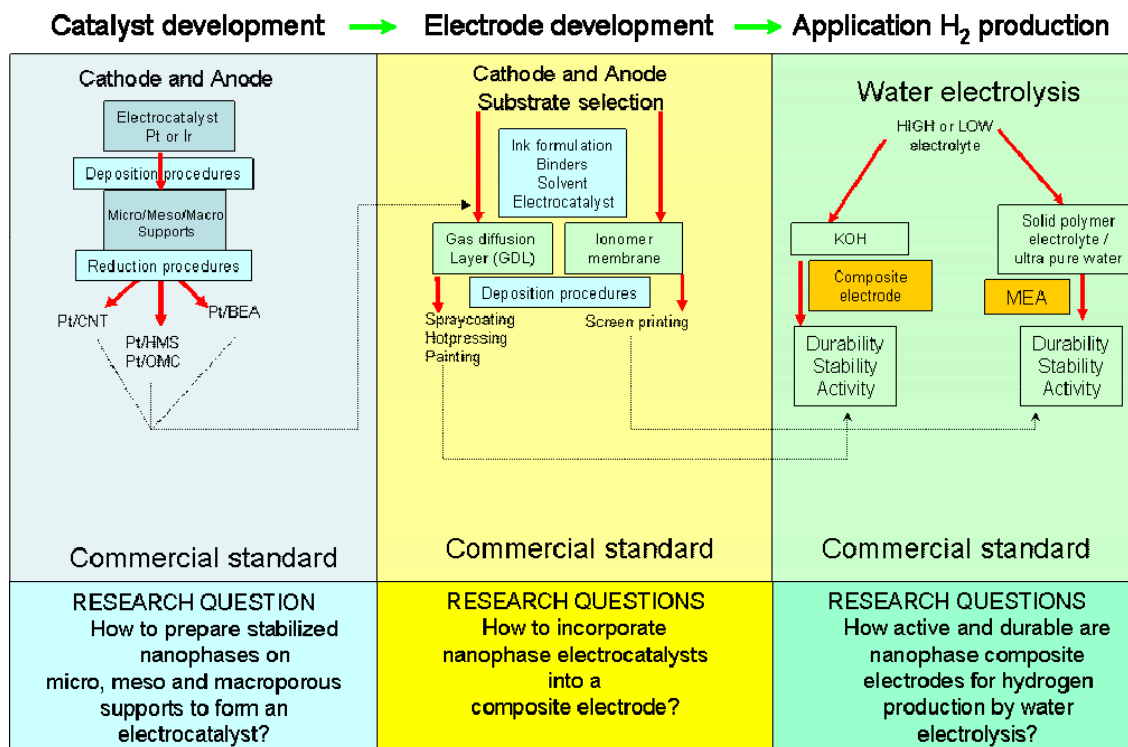 Catalyst development
Electrode development
Application H₂ production
Cathode and Anode
Electrocatalyst
Pt or Ir
Deposition procedures
Micro/Meso/Macro
Supports
Reduction procedures
Pt/CNT
Pt/HMS
Pt/OMC
Pt/BEA
Commercial standard
RESEARCH QUESTION
How to prepare stabilized
nanophases on
micro, meso and macroporous
supports to form an
electrocatalyst?
Cathode and Anode
Substrate selection
Ink formulation
Binders
Solvent
Electrocatalyst
Gas diffusion
Layer (GDL)
Ionomer
membrane
Deposition procedures
Spraycoating
Hotpressing
Painting
Screen printing
Commercial standard
RESEARCH QUESTIONS
How to incorporate
nanophase electrocatalysts
into a
composite electrode?
Water electrolysis
HIGH or LOW
electrolyte
KOH
Composite
electrode
Solid polymer
electrolyte /
ultra pure water
MEA
Durability
Stability
Activity
Durability
Stability
Activity
Commercial standard
RESEARCH QUESTIONS
How active and durable are
nanophase composite
electrodes for hydrogen
production by water
electrolysis?